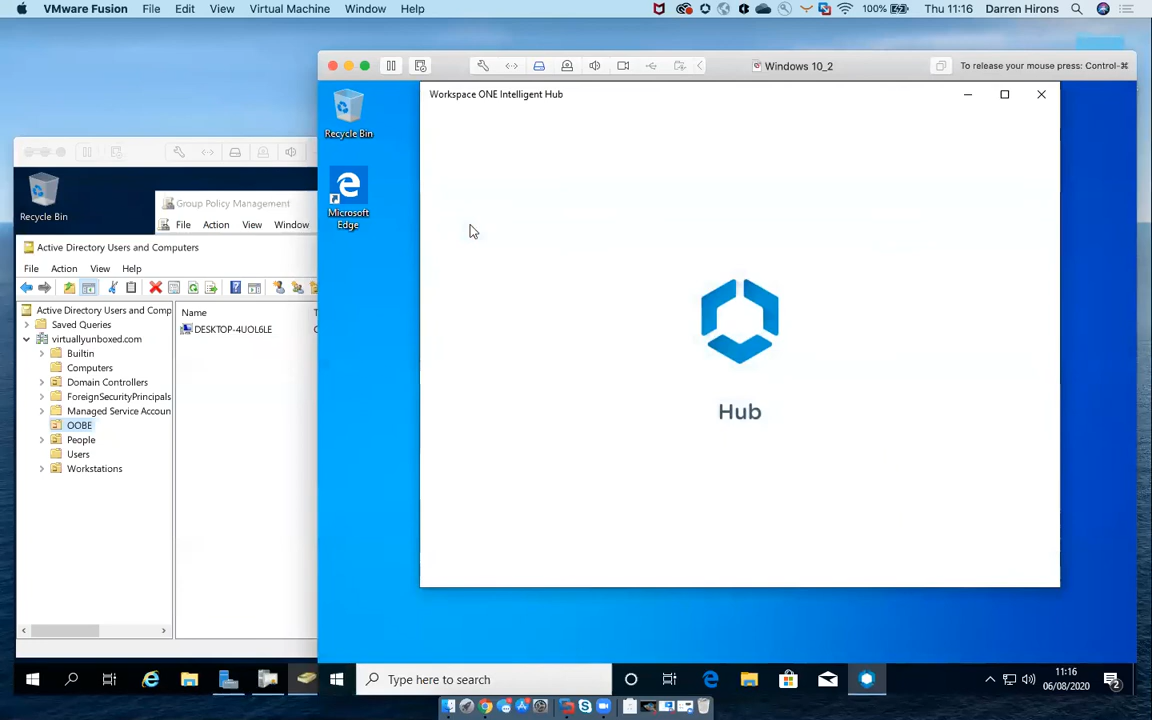 VMware Fusion File Edit View Virtual Machine Window Help 100% Thu 11:16 Darren Hirons
Windows 10_2
To release your mouse press: Control-⌘
Workspace ONE Intelligent Hub
Recycle Bin
Microsoft
Edge
Hub
Recycle Bin
Group Policy Management
File Action View Window
Active Directory Users and Computers
File Action View Help
Active Directory Users and Comp
Saved Queries
virtuallyunboxed.com
Builtin
Computers
Domain Controllers
ForeignSecurityPrincipals
Managed Service Accoun
OOBE
People
Users
Workstations
Name
DESKTOP-4UOL6LE
Type here to search
11:16
06/08/2020
2